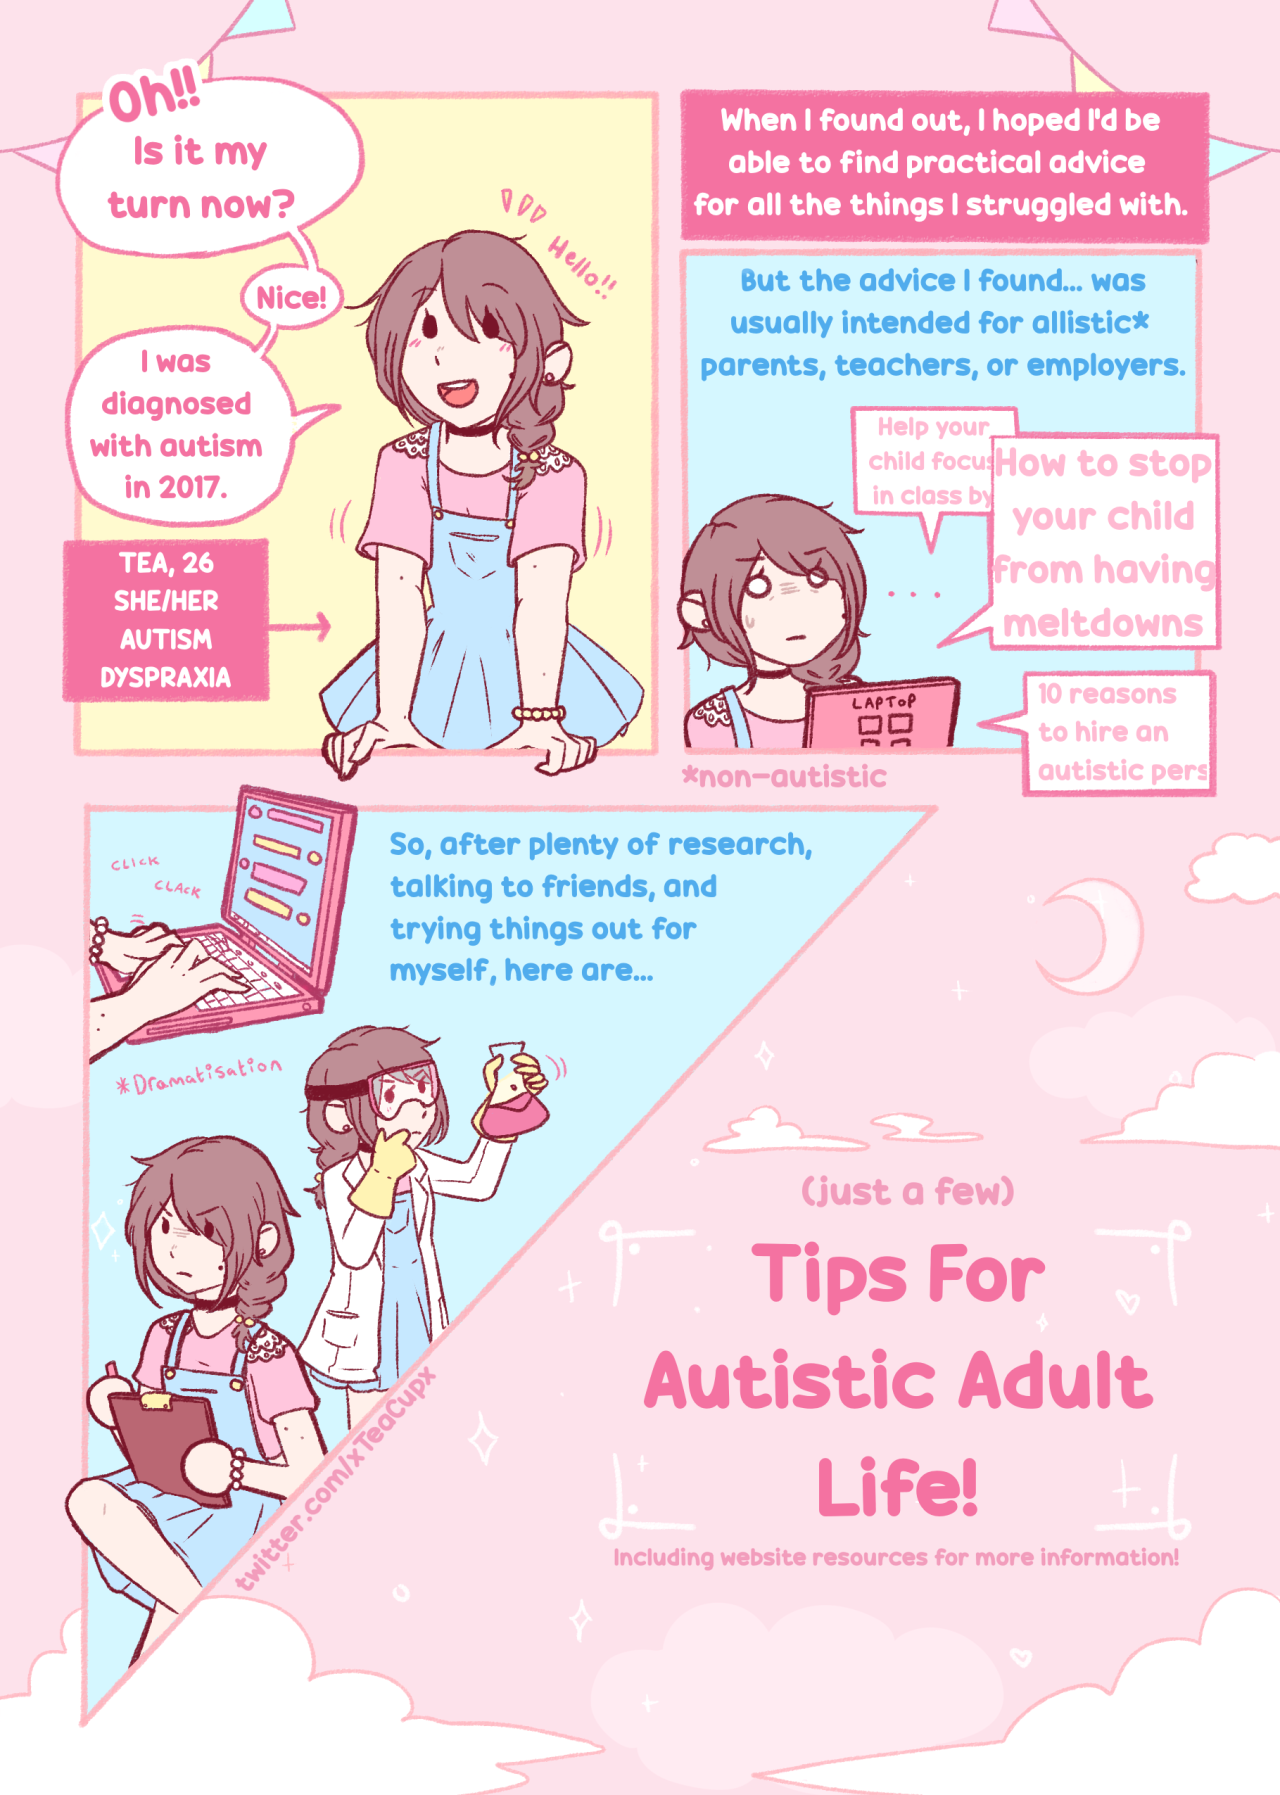 Oh!!
Is it my
turn now?
Nice!
I was
diagnosed
with autism
in 2017.
Hello!!
TEA, 26
SHE/HER
AUTISM
DYSPRAXIA
When I found out, I hoped I'd be
able to find practical advice
for all the things I struggled with.
But the advice I found... was
usually intended for allistic*
parents, teachers, or employers.
Help your
child focus
in class by
How to stop
your child
from having
meltdowns
...
LAPTOP
10 reasons
to hire an
autistic pers
*non-autistic
CLICK
CLACK
So, after plenty of research,
talking to friends, and
trying things out for
myself, here are...
*Dramatisation
twitter.com/xTeaCupx
(just a few)
Tips For
Autistic Adult
Life!
Including website resources for more information!